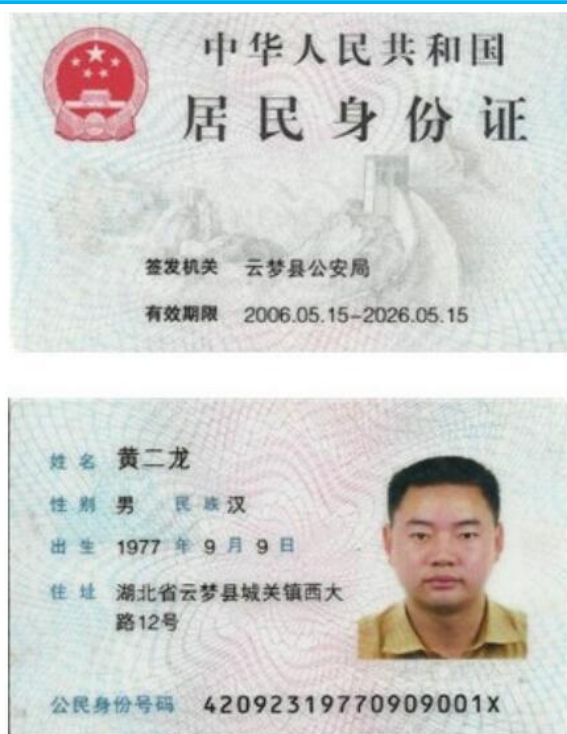 中华人民共和国
居民身份证
签发机关 云梦县公安局
有效期限 2006.05.15-2026.05.15
姓名 黄二龙
性别 男 民族 汉
出生 1977 年 9 月 9 日
住址 湖北省云梦县城关镇西大
路12号
公民身份号码 42092319770909001X